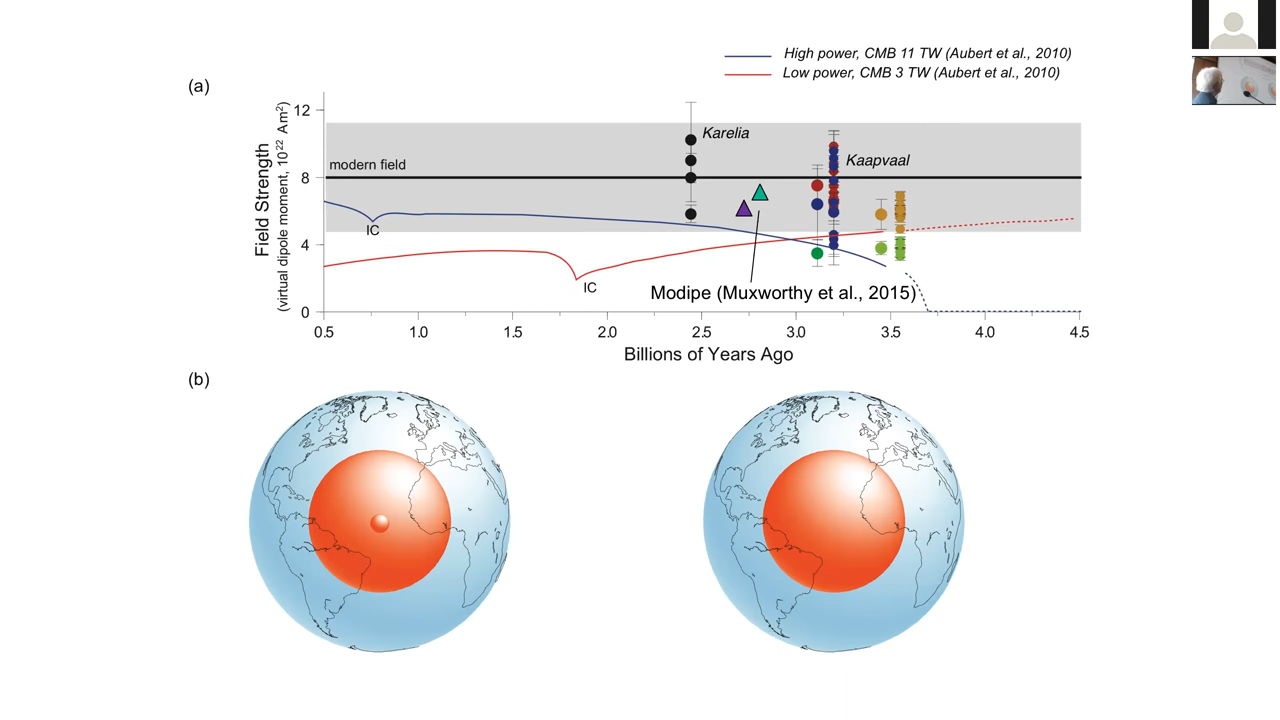 High power, CMB 11 TW (Aubert et al., 2010)
Low power, CMB 3 TW (Aubert et al., 2010)
(a)
Field Strength
(virtual dipole moment, 10²² Am²)
12
8
4
0
modern field
Karelia
Kaapvaal
IC
IC
Modipe (Muxworthy et al., 2015)
0.5 1.0 1.5 2.0 2.5 3.0 3.5 4.0 4.5
Billions of Years Ago
(b)